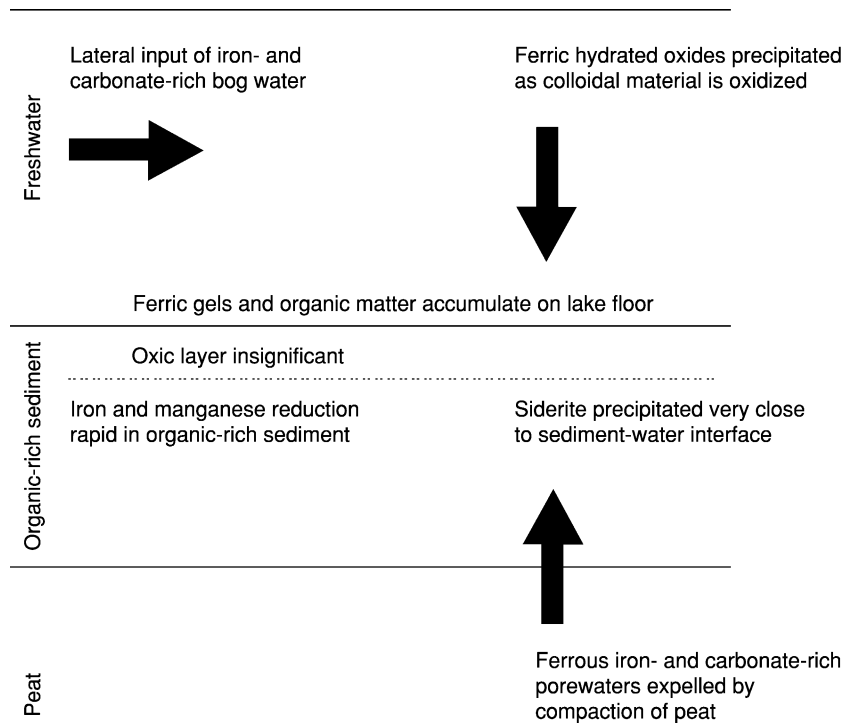 Freshwater
Lateral input of iron- and
carbonate-rich bog water
Ferric hydrated oxides precipitated
as colloidal material is oxidized
Ferric gels and organic matter accumulate on lake floor
Organic-rich sediment
Oxic layer insignificant
Iron and manganese reduction
rapid in organic-rich sediment
Siderite precipitated very close
to sediment-water interface
Peat
Ferrous iron- and carbonate-rich
porewaters expelled by
compaction of peat